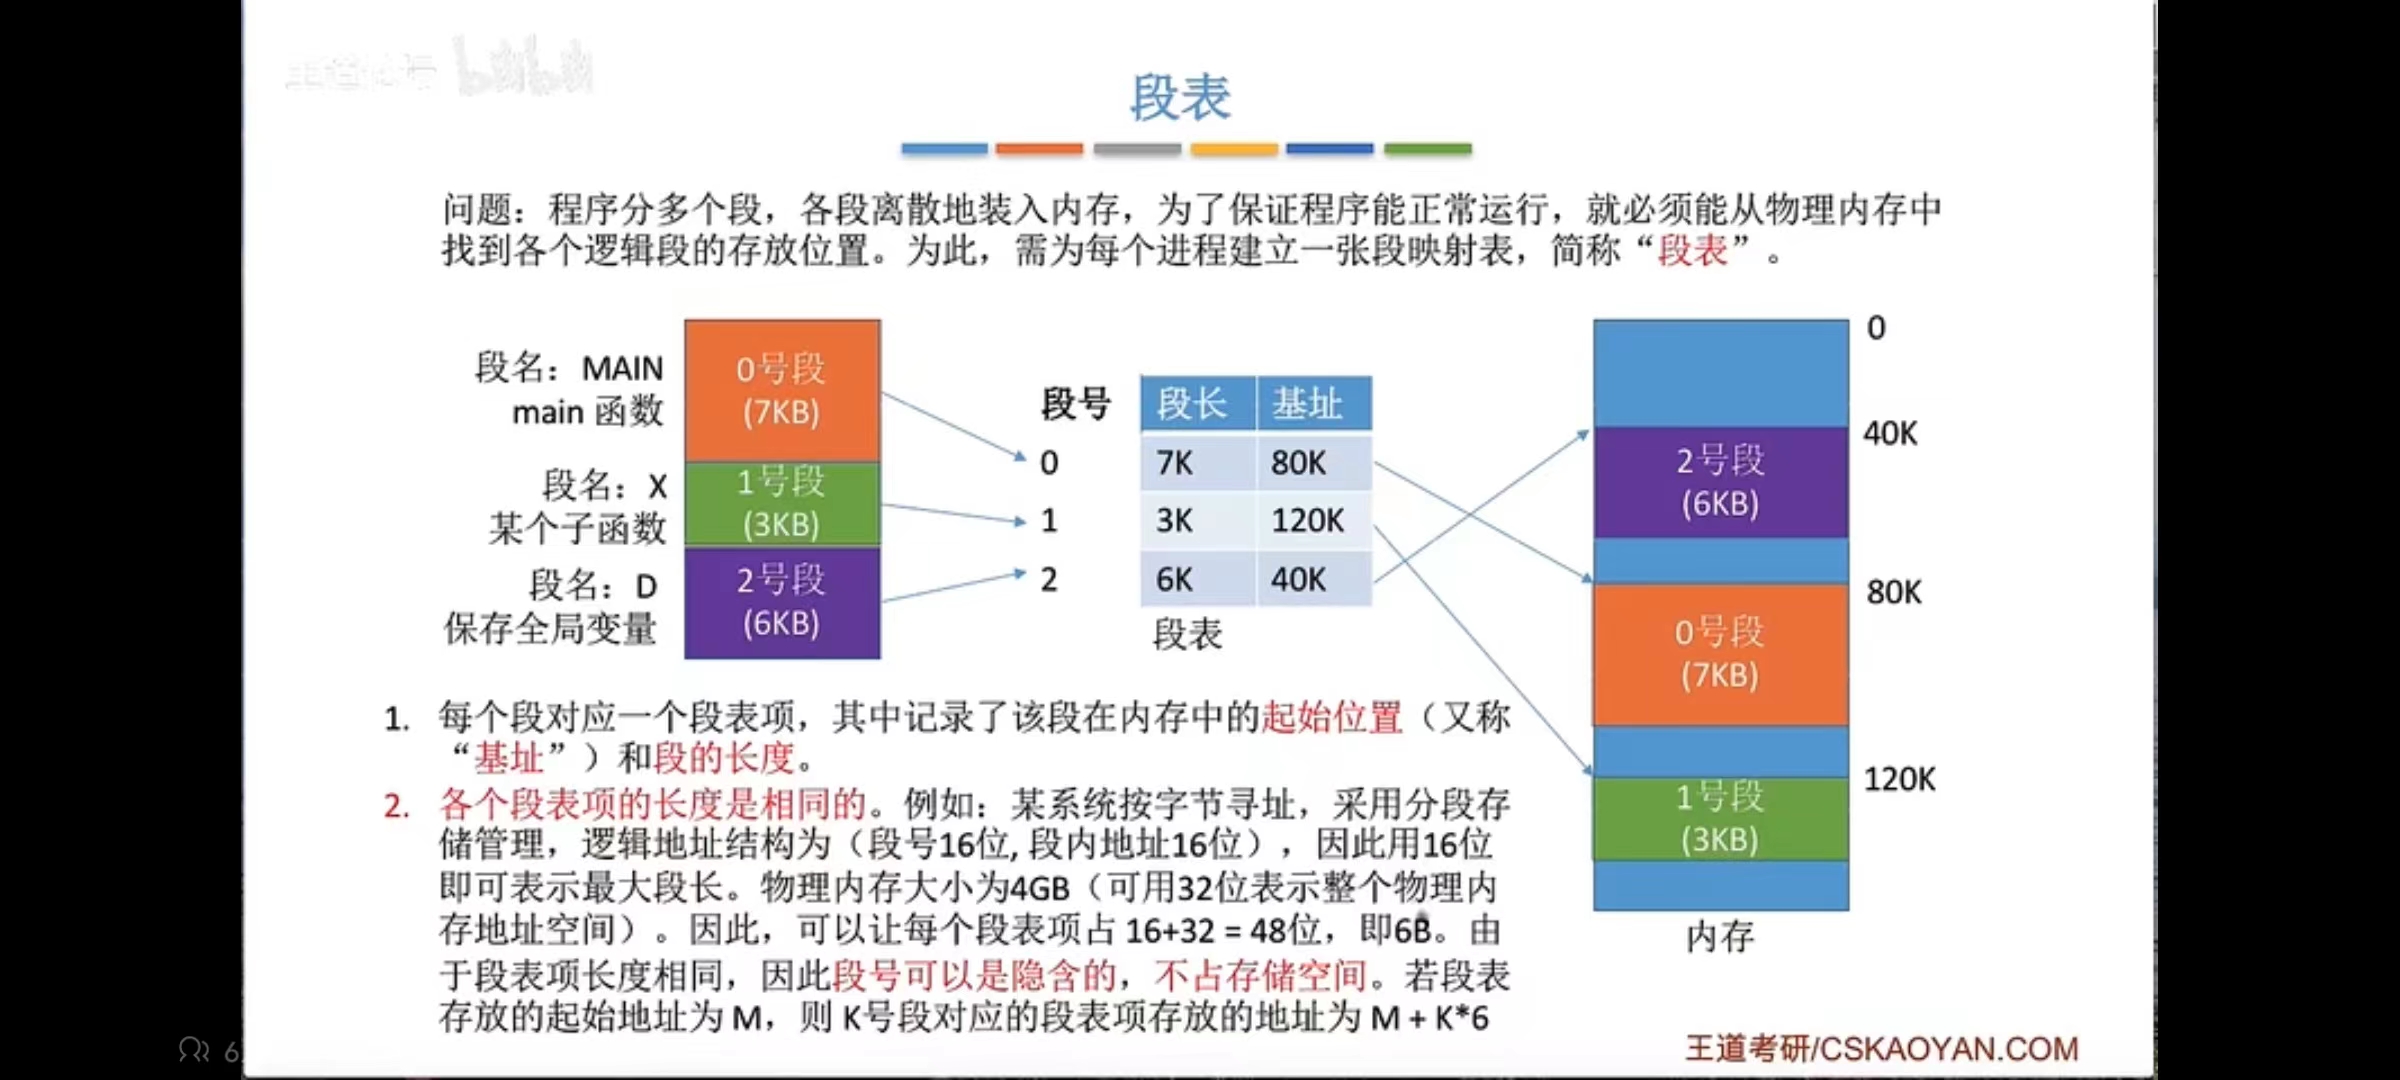 段表
问题：程序分多个段，各段离散地装入内存，为了保证程序能正常运行，就必须能从物理内存中
找到各个逻辑段的存放位置。为此，需为每个进程建立一张段映射表，简称“段表”。
段名：MAIN
main 函数
段名：X
某个子函数
段名：D
保存全局变量
0号段
(7KB)
1号段
(3KB)
2号段
(6KB)
段号 段长 基址
0 7K 80K
1 3K 120K
2 6K 40K
段表
0
40K
2号段
(6KB)
80K
0号段
(7KB)
120K
1号段
(3KB)
内存
1. 每个段对应一个段表项，其中记录了该段在内存中的起始位置（又称
“基址”）和段的长度。
2. 各个段表项的长度是相同的。例如：某系统按字节寻址，采用分段存
储管理，逻辑地址结构为（段号16位, 段内地址16位），因此用16位
即可表示最大段长。物理内存大小为4GB（可用32位表示整个物理内
存地址空间）。因此，可以让每个段表项占 16+32 = 48位，即6B。由
于段表项长度相同，因此段号可以是隐含的，不占存储空间。若段表
存放的起始地址为 M，则 K号段对应的段表项存放的地址为 M + K*6
王道考研/CSKAOYAN.COM
bilibili